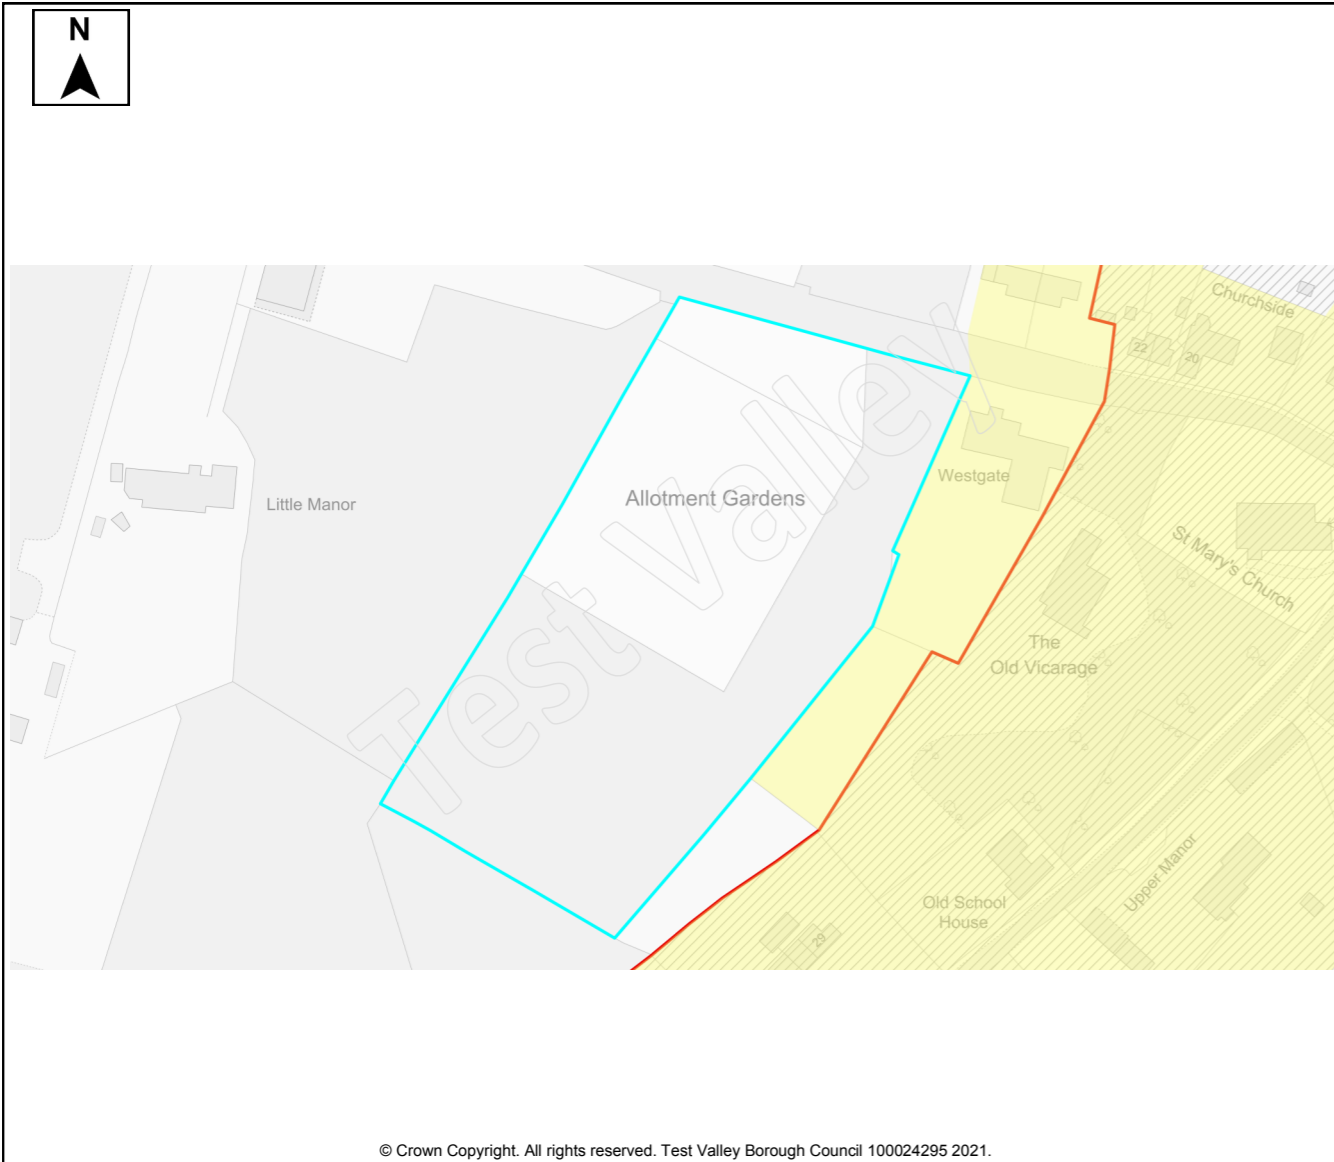 N
Churchside
22
20
Test Valley
Westgate
Allotment Gardens
Little Manor
St Mary's Church
The
Old Vicarage
Upper Manor
Old School
House
29
© Crown Copyright. All rights reserved. Test Valley Borough Council 100024295 2021.